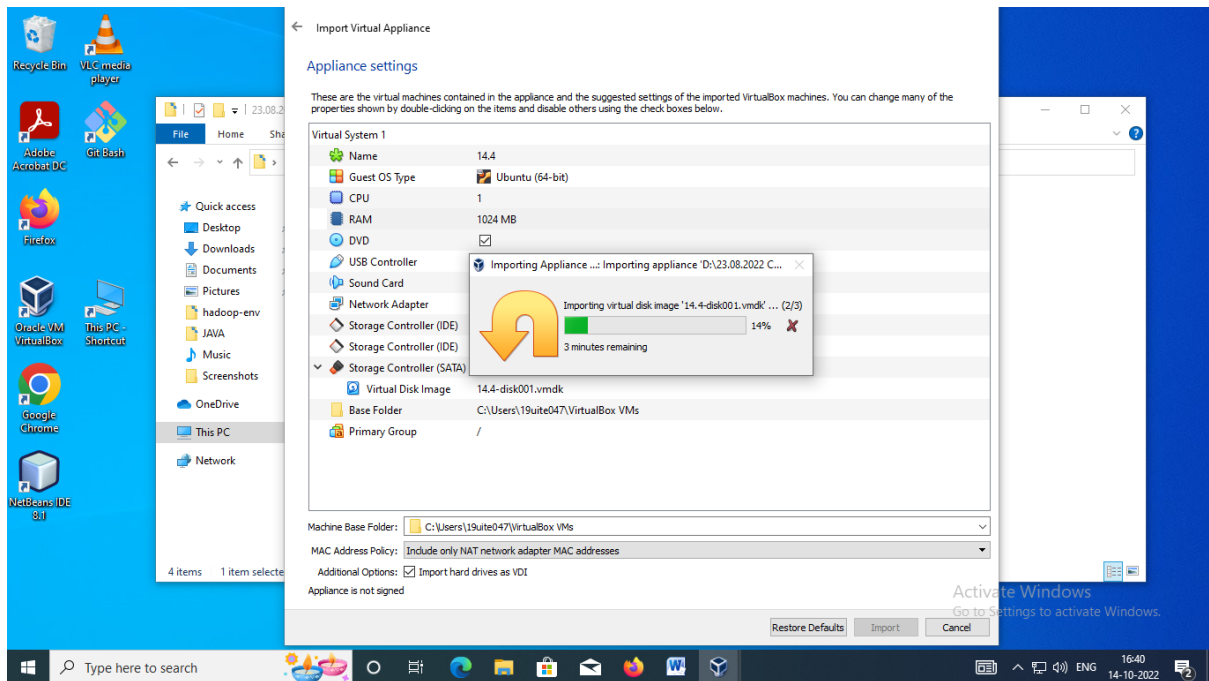 Import Virtual Appliance
Appliance settings
These are the virtual machines contained in the appliance and the suggested settings of the imported VirtualBox machines. You can change many of the
properties shown by double-clicking on the items and disable others using the check boxes below.
Virtual System 1
Name 14.4
Guest OS Type Ubuntu (64-bit)
CPU 1
RAM 1024 MB
DVD
USB Controller
Sound Card
Network Adapter
Storage Controller (IDE)
Storage Controller (IDE)
Storage Controller (SATA)
Virtual Disk Image 14.4-disk001.vmdk
Base Folder C:\Users\19uite047\VirtualBox VMs
Primary Group /
Importing Appliance ...: Importing appliance 'D:\23.08.2022 C...
Importing virtual disk image '14.4-disk001.vmdk' ... (2/3)
14%
3 minutes remaining
Machine Base Folder: C:\Users\19uite047\VirtualBox VMs
MAC Address Policy: Include only NAT network adapter MAC addresses
Additional Options: Import hard drives as VDI
Appliance is not signed
Restore Defaults Import Cancel
Recycle Bin
VLC media
player
Adobe
Acrobat DC
Git Bash
Firefox
Oracle VM
VirtualBox
This PC -
Shortcut
Google
Chrome
NetBeans IDE
8.1
23.08.2
File Home Sha
Quick access
Desktop
Downloads
Documents
Pictures
hadoop-env
JAVA
Music
Screenshots
OneDrive
This PC
Network
4 items 1 item selecte
Activate Windows
Go to Settings to activate Windows.
Type here to search
ENG
16:40
14-10-2022
2